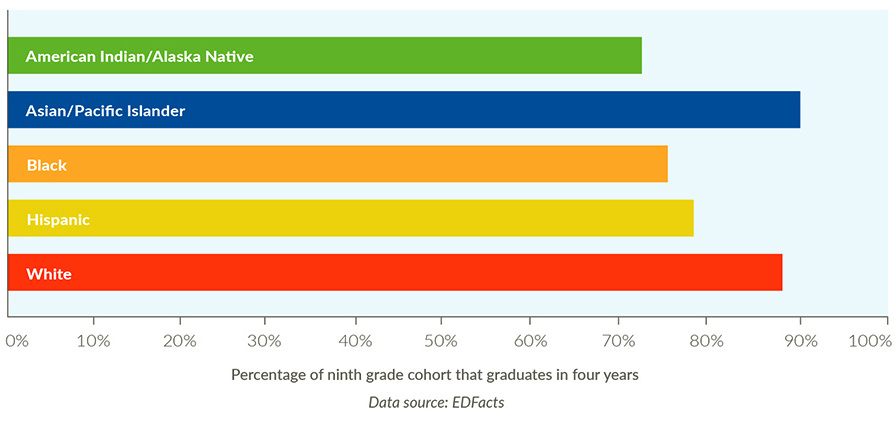 American Indian/Alaska Native
Asian/Pacific Islander
Black
Hispanic
White
0% 10% 20% 30% 40% 50% 60% 70% 80% 90% 100%
Percentage of ninth grade cohort that graduates in four years
Data source: EDFacts